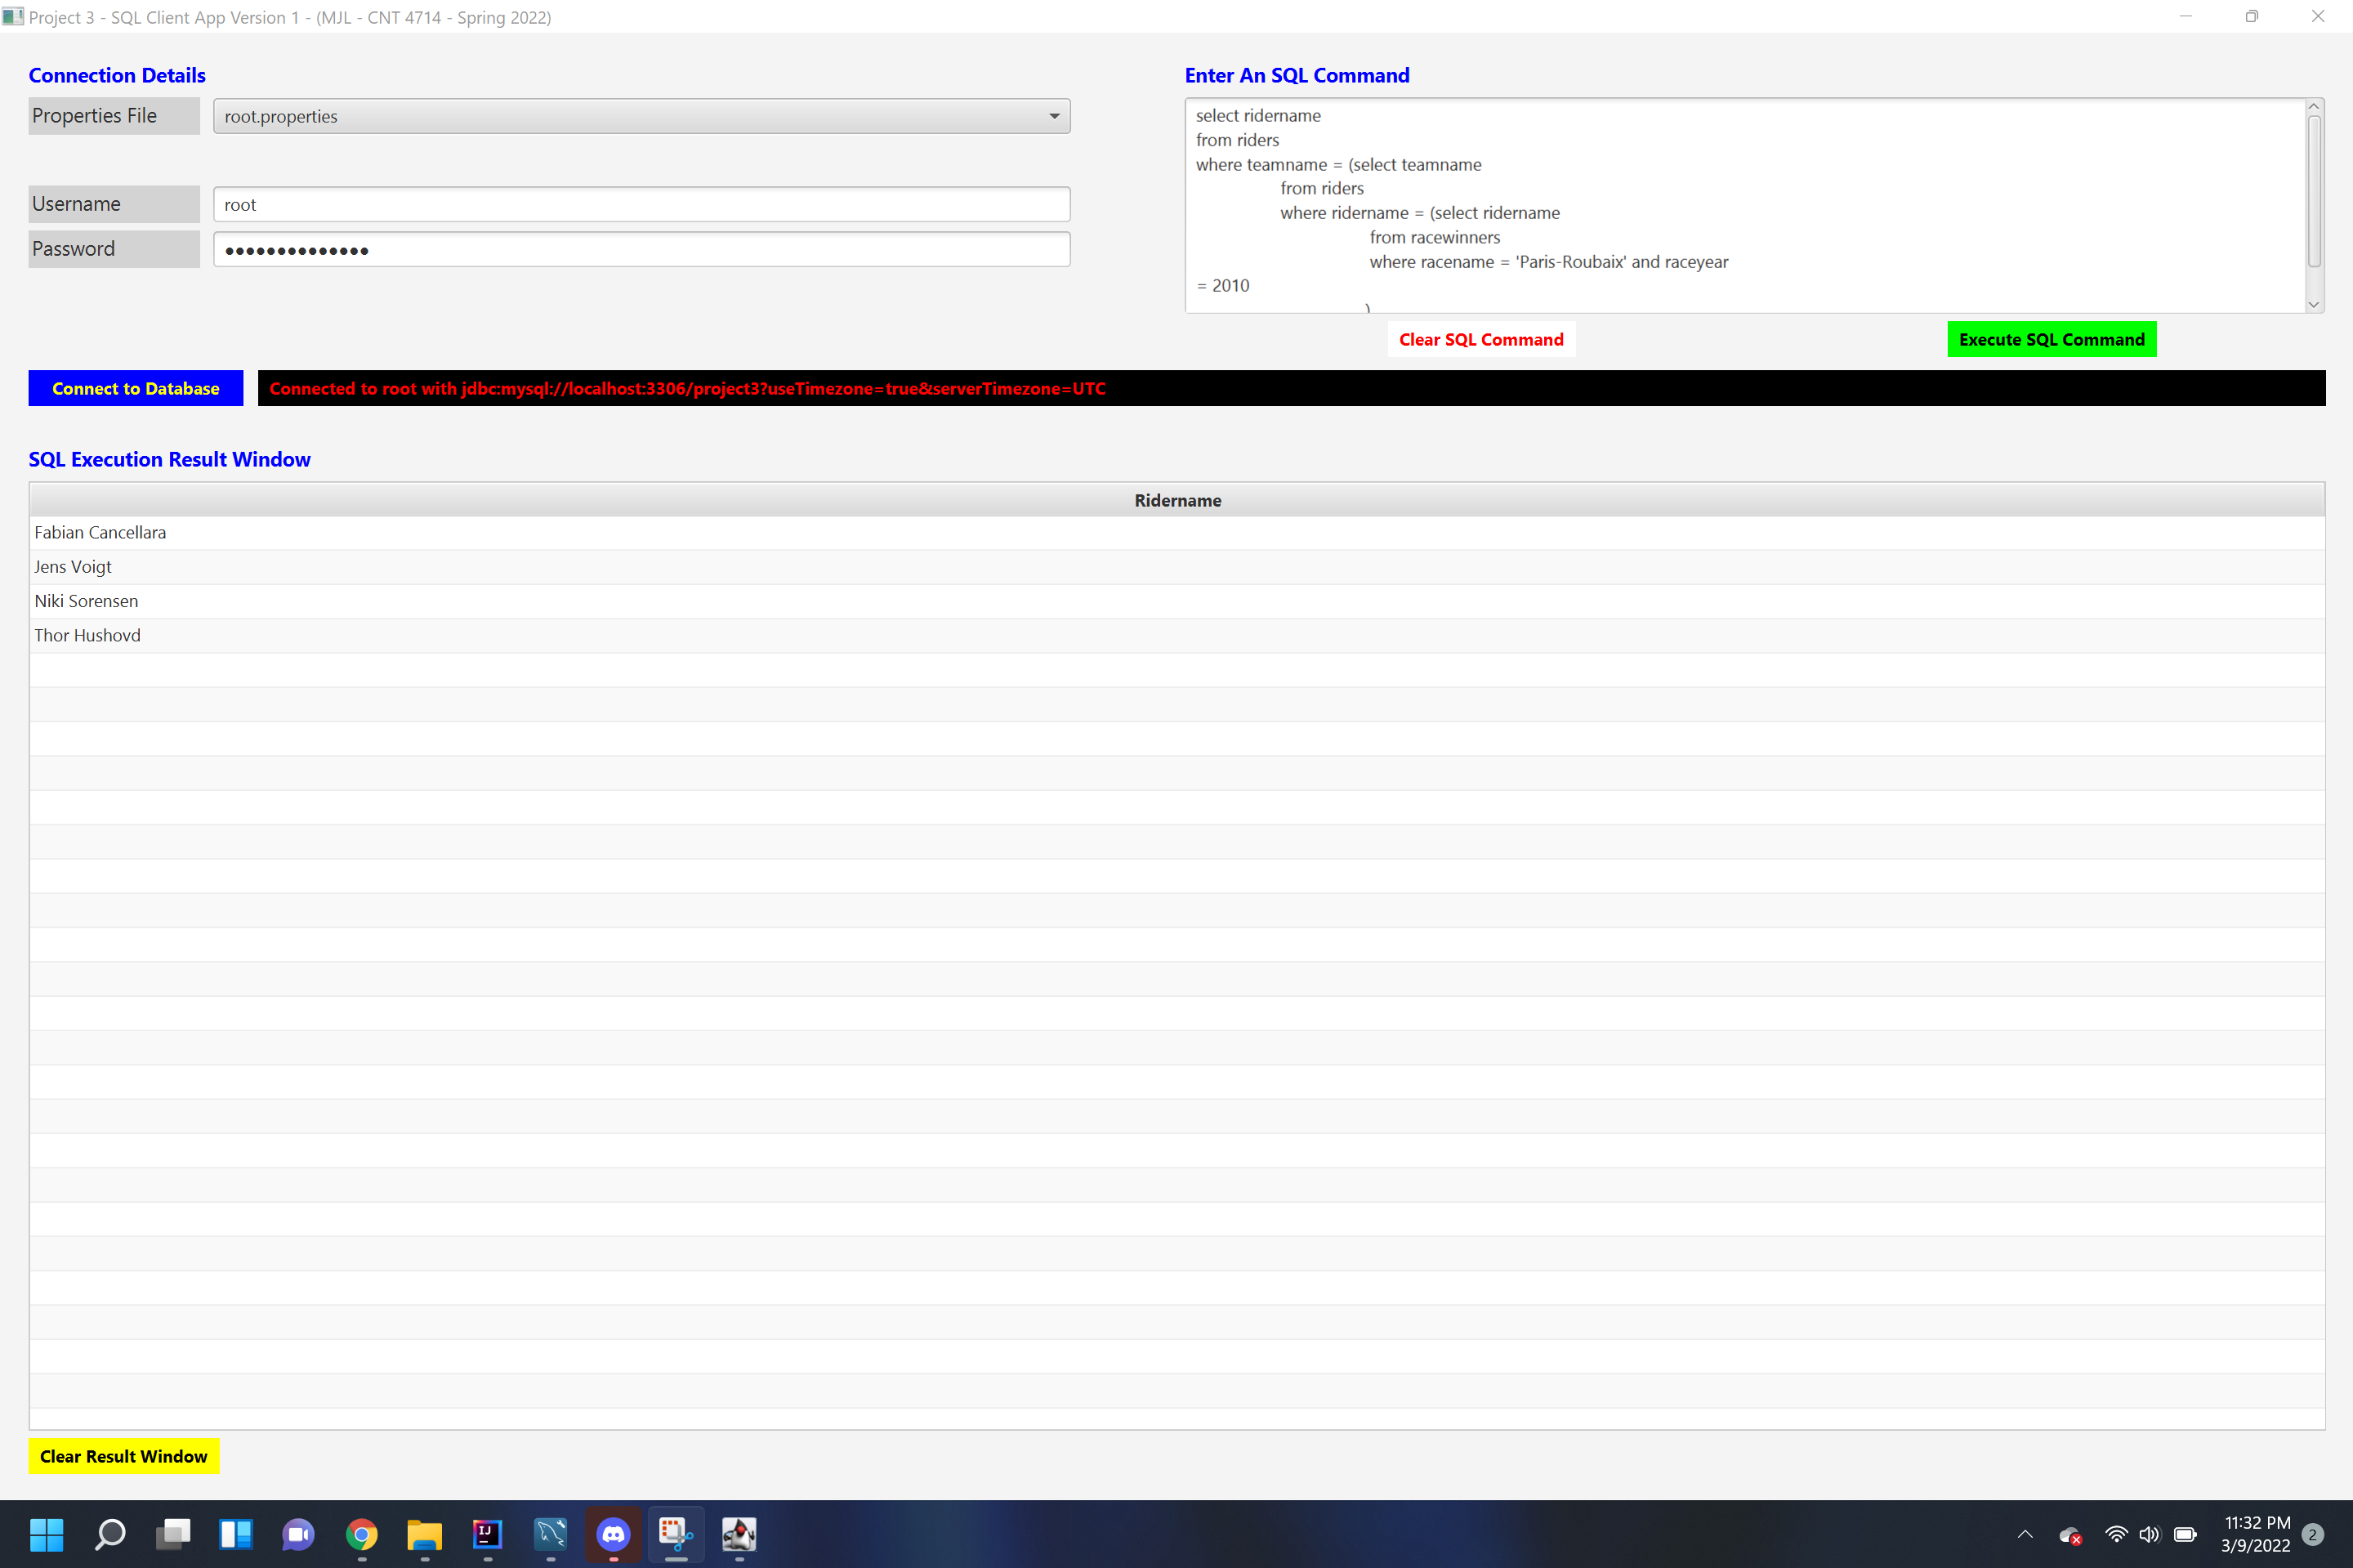 Project 3 - SQL Client App Version 1 - (MJL - CNT 4714 - Spring 2022)
Connection Details
Properties File
root.properties
Username
root
Password
••••••••••••••
Enter An SQL Command
select ridername
from riders
where teamname = (select teamname
from riders
where ridername = (select ridername
from racewinners
where racename = 'Paris-Roubaix' and raceyear
= 2010
)
Clear SQL Command
Execute SQL Command
Connect to Database
Connected to root with jdbc:mysql://localhost:3306/project3?useTimezone=true&serverTimezone=UTC
SQL Execution Result Window
Ridername
Fabian Cancellara
Jens Voigt
Niki Sorensen
Thor Hushovd
Clear Result Window
IJ
11:32 PM
3/9/2022
2